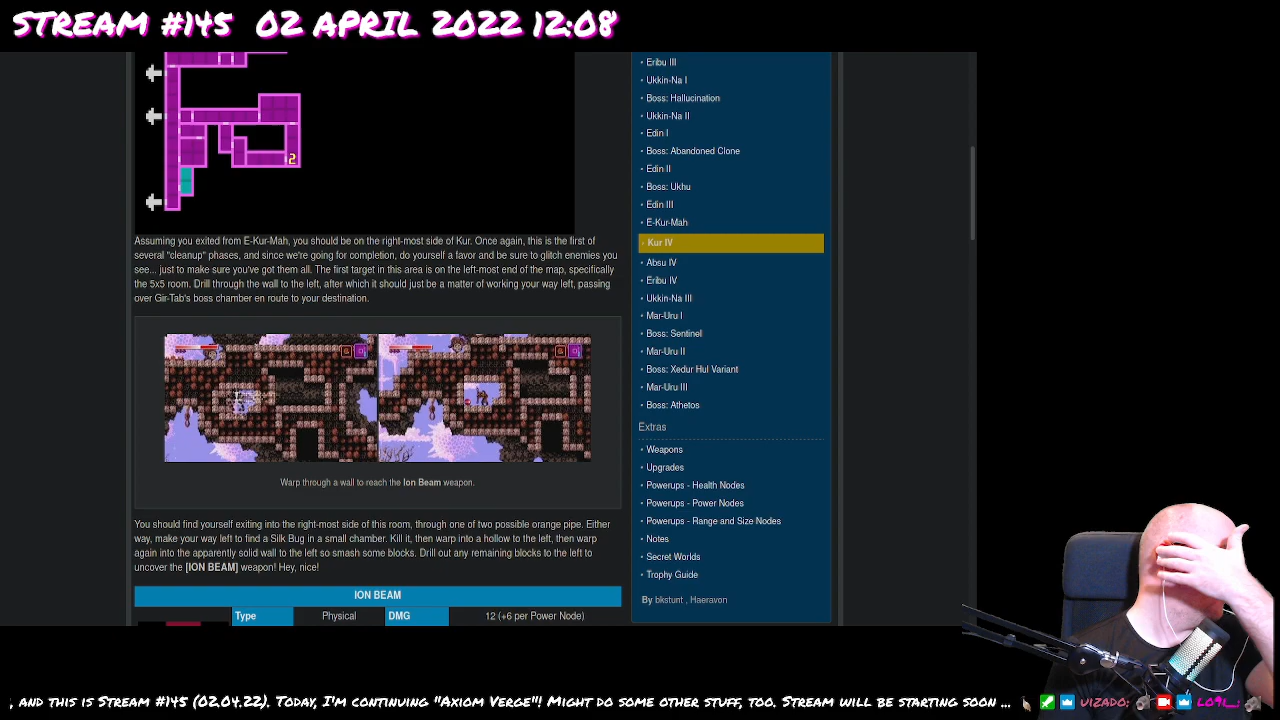 STREAM #145 02 APRIL 2022 12:08
2
Assuming you exited from E-Kur-Mah, you should be on the right-most side of Kur. Once again, this is the first of
several "cleanup" phases, and since we're going for completion, do yourself a favor and be sure to glitch enemies you
see... just to make sure you've got them all. The first target in this area is on the left-most end of the map, specifically
the 5x5 room. Drill through the wall to the left, after which it should just be a matter of working your way left, passing
over Gir-Tab's boss chamber en route to your destination.
Warp through a wall to reach the Ion Beam weapon.
You should find yourself exiting into the right-most side of this room, through one of two possible orange pipe. Either
way, make your way left to find a Silk Bug in a small chamber. Kill it, then warp into a hollow to the left, then warp
again into the apparently solid wall to the left so smash some blocks. Drill out any remaining blocks to the left to
uncover the [ION BEAM] weapon! Hey, nice!
ION BEAM
Type Physical DMG 12 (+6 per Power Node)
Eribu III
Ukkin-Na I
Boss: Hallucination
Ukkin-Na II
Edin I
Boss: Abandoned Clone
Edin II
Boss: Ukhu
Edin III
E-Kur-Mah
Kur IV
Absu IV
Eribu IV
Ukkin-Na III
Mar-Uru I
Boss: Sentinel
Mar-Uru II
Boss: Xedur Hul Variant
Mar-Uru III
Boss: Athetos
Extras
Weapons
Upgrades
Powerups - Health Nodes
Powerups - Power Nodes
Powerups - Range and Size Nodes
Notes
Secret Worlds
Trophy Guide
By bkstunt , Haeravon
, and this is Stream #145 (02.04.22). Today, I'm continuing "Axiom Verge"! Might do some other stuff, too. Stream will be starting soon ... VIZADO: LO91_: